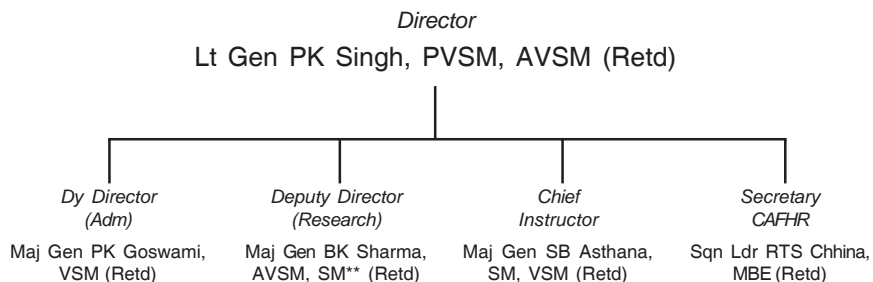 Director
Lt Gen PK Singh, PVSM, AVSM (Retd)
Dy Director
(Adm)
Maj Gen PK Goswami,
VSM (Retd)
Deputy Director
(Research)
Maj Gen BK Sharma,
AVSM, SM** (Retd)
Chief
Instructor
Maj Gen SB Asthana,
SM, VSM (Retd)
Secretary
CAFHR
Sqn Ldr RTS Chhina,
MBE (Retd)